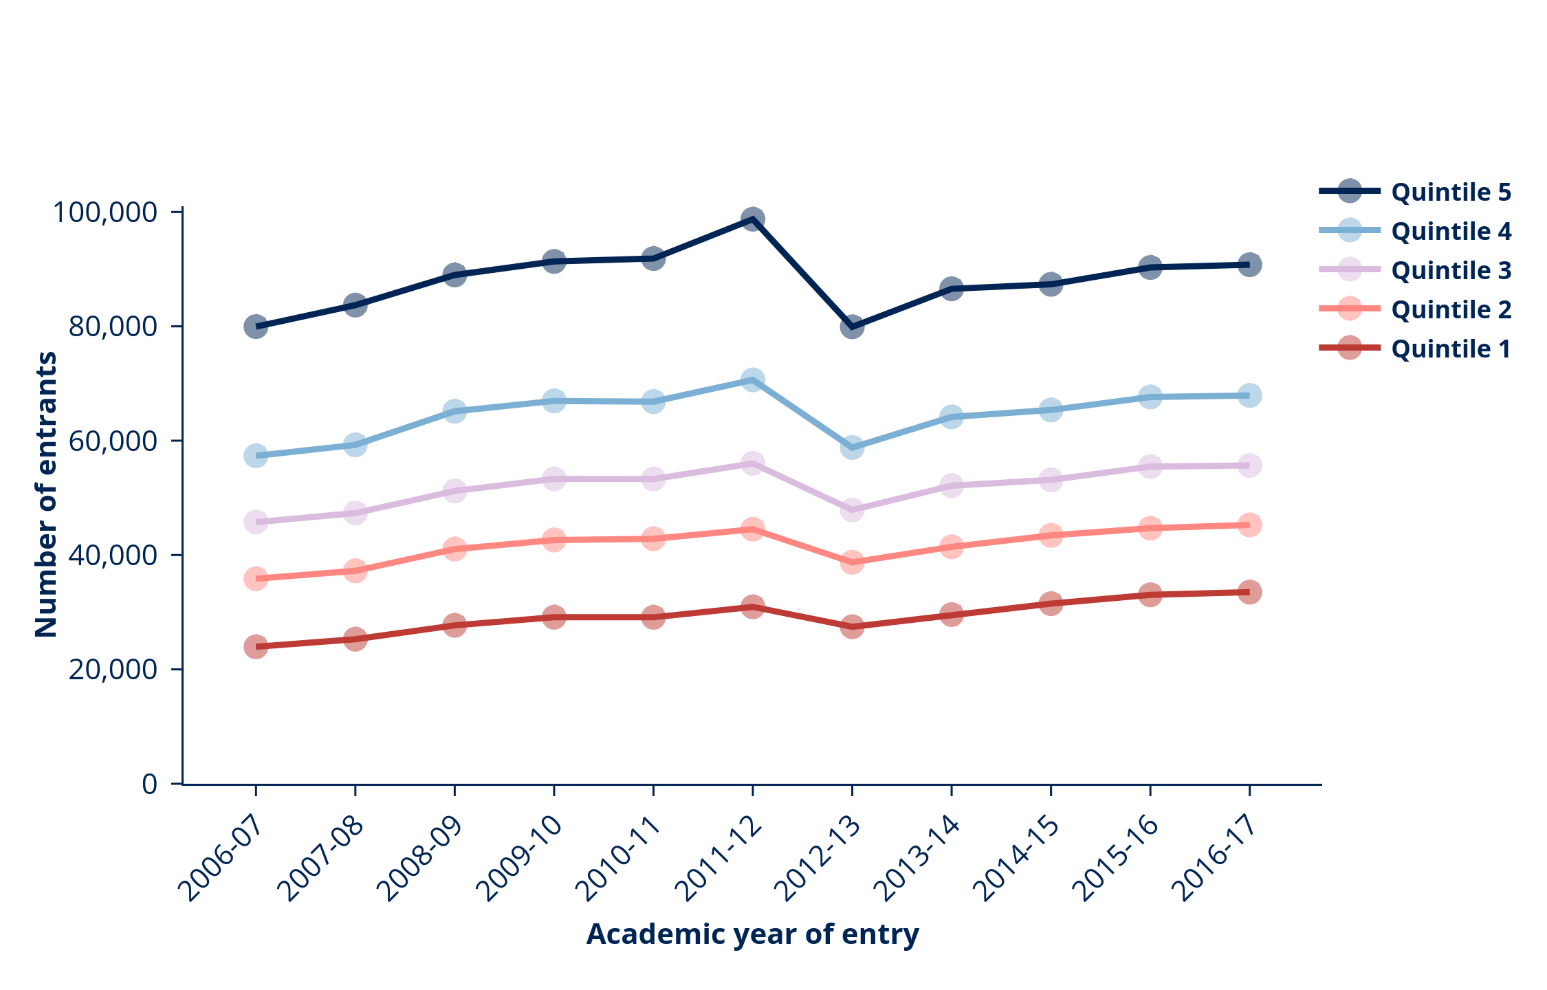 Quintile 5
Quintile 4
Quintile 3
Quintile 2
Quintile 1
Number of entrants
100,000
80,000
60,000
40,000
20,000
0
2006-07
2007-08
2008-09
2009-10
2010-11
2011-12
2012-13
2013-14
2014-15
2015-16
2016-17
Academic year of entry